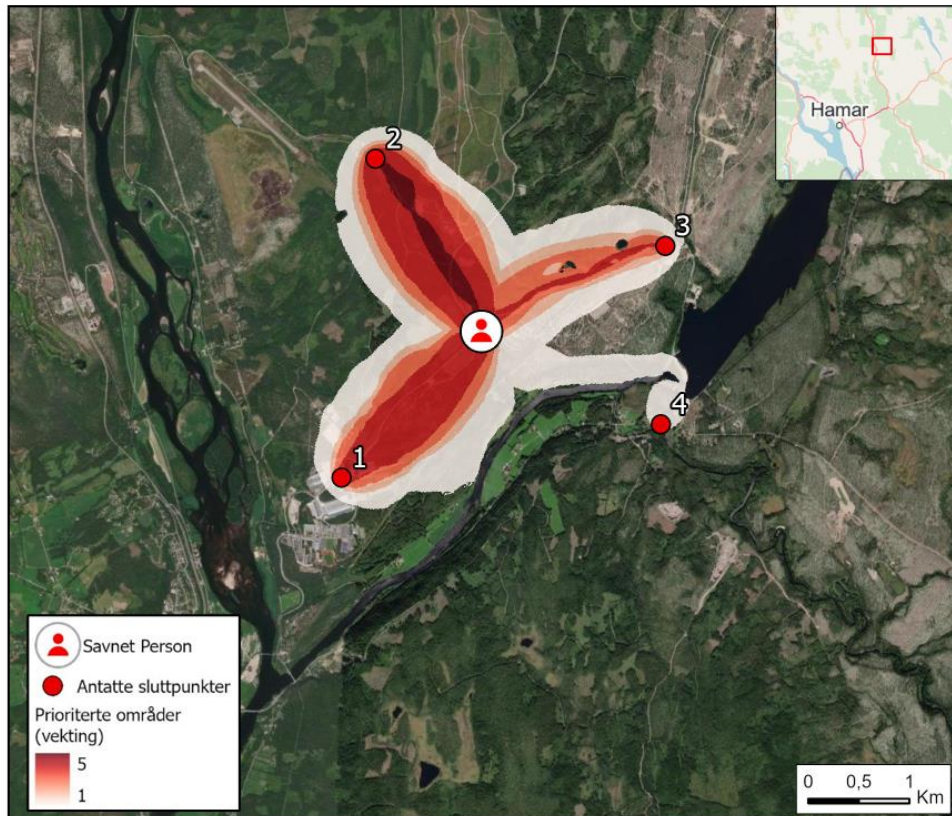 Hamar
2
3
4
1
Savnet Person
Antatte sluttpunkter
Prioriterte områder
(vekting)
5
1
0 0,5 1
Km